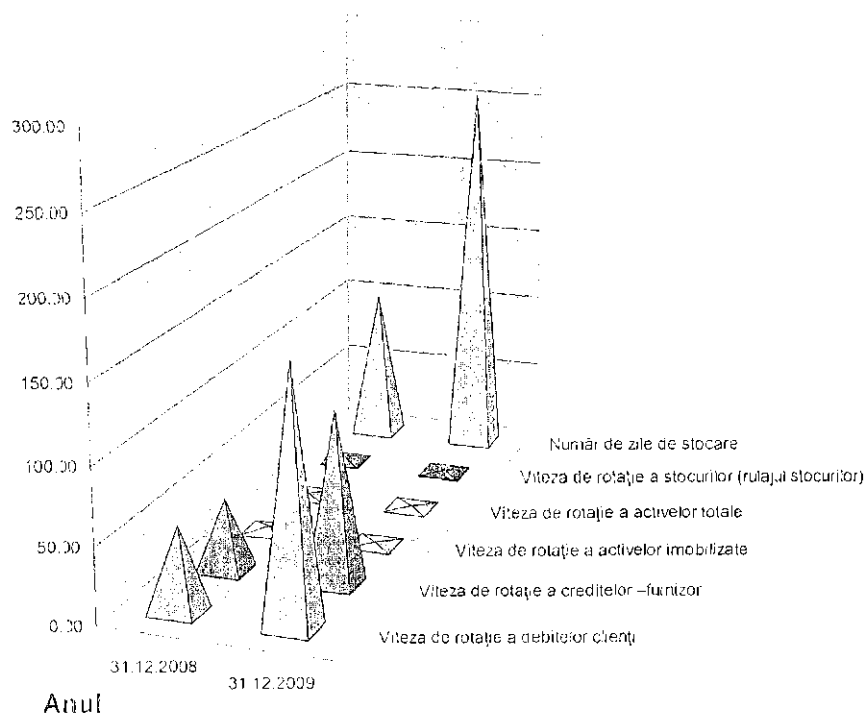 300.00
250.00
200.00
150.00
100.00
50.00
0.00
Număr de zile de stocare
Viteza de rotație a stocurilor (rulajul stocurilor)
Viteza de rotație a activelor totale
Viteza de rotație a activelor imobilizate
Viteza de rotație a creditelor –furnizor
Viteza de rotație a debitelor clienți
31.12.2008
31.12.2009
Anul